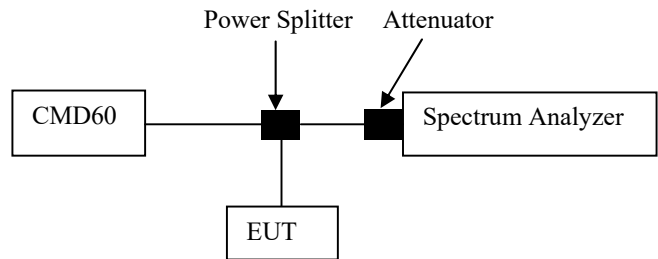 Power Splitter
Attenuator
CMD60
Spectrum Analyzer
EUT